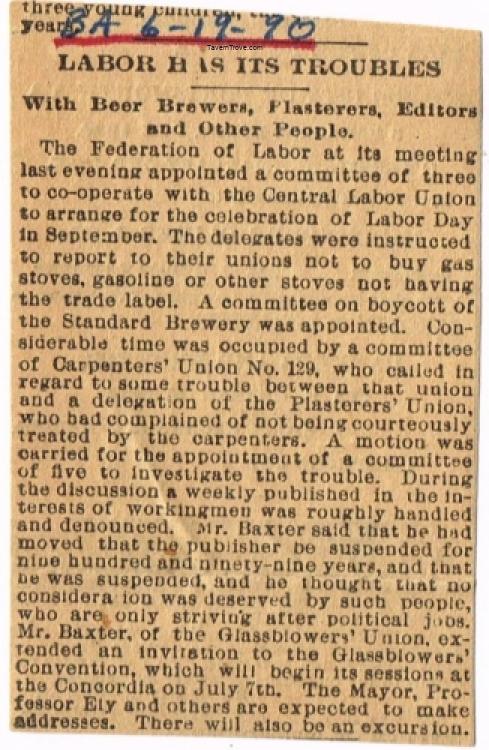 three young children, the
years.
BA 6-19-90
TavernTrove.com
LABOR HAS ITS TROUBLES
With Beer Brewers, Plasterers, Editors
and Other People.
The Federation of Labor at its meeting
last evening appointed a committee of three
to co-operate with the Central Labor Union
to arrange for the celebration of Labor Day
in September. The delegates were instructed
to report to their unions not to buy gas
stoves, gasoline or other stoves not having
the trade label. A committee on boycott of
the Standard Brewery was appointed. Con-
siderable time was occupied by a committee
of Carpenters' Union No. 129, who called in
regard to some trouble between that union
and a delegation of the Plasterers' Union,
who had complained of not being courteously
treated by the carpenters. A motion was
carried for the appointment of a committee
of five to investigate the trouble. During
the discussion a weekly published in the in-
terests of workingmen was roughly handled
and denounced. Mr. Baxter said that he had
moved that the publisher be suspended for
nine hundred and ninety-nine years, and that
he was suspended, and he thought that no
considera ion was deserved by such people,
who are only striving after political jobs.
Mr. Baxter, of the Glassblowers' Union, ex-
tended an invitation to the Glassblowers'
Convention, which will begin its sessions at
the Concordia on July 7th. The Mayor, Pro-
fessor Ely and others are expected to make
addresses. There will also be an excursion.